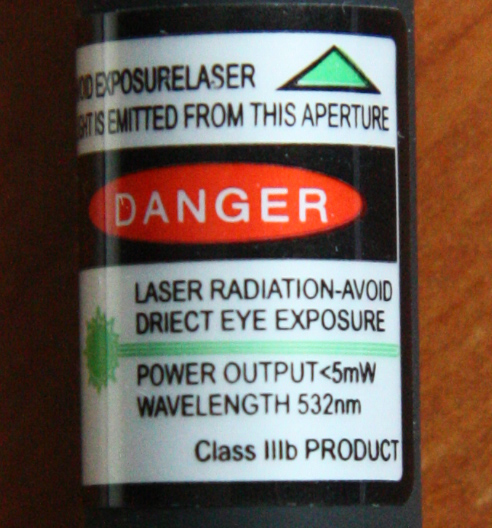 EXPOSURELASER
IS EMITTED FROM THIS APERTURE
DANGER
LASER RADIATION-AVOID
DRIECT EYE EXPOSURE
POWER OUTPUT<5mW
WAVELENGTH 532nm
Class IIIb PRODUCT